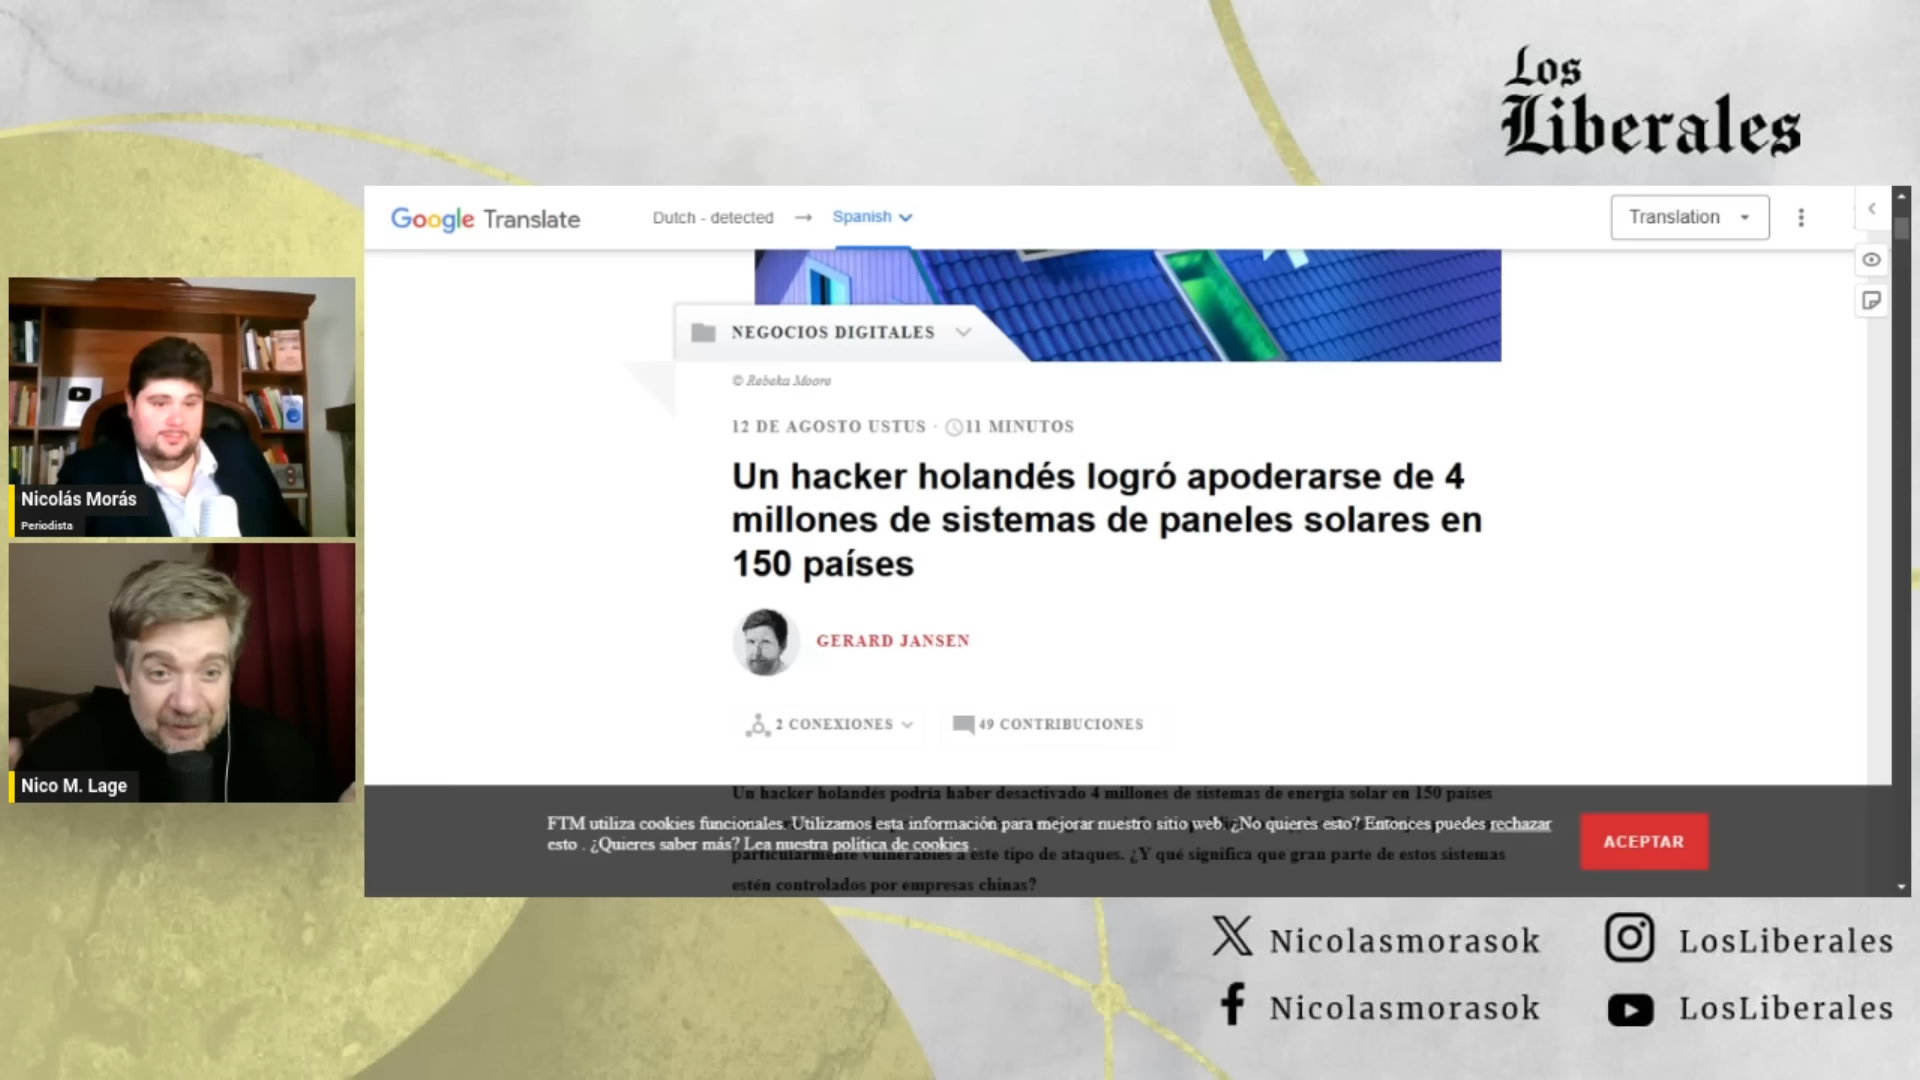 Los
Liberales
Google Translate
Dutch - detected → Spanish
Translation
NEGOCIOS DIGITALES
© Rebeka Moore
12 DE AGOSTO USTUS · 11 MINUTOS
Un hacker holandés logró apoderarse de 4
millones de sistemas de paneles solares en
150 países
GERARD JANSEN
2 CONEXIONES
49 CONTRIBUCIONES
Un hacker holandés podría haber desactivado 4 millones de sistemas de energía solar en 150 países
FTM utiliza cookies funcionales. Utilizamos esta información para mejorar nuestro sitio web. ¿No quieres esto? Entonces puedes rechazar
esto . ¿Quieres saber más? Lea nuestra política de cookies .
ACEPTAR
particularmente vulnerables a este tipo de ataques. ¿Y qué significa que gran parte de estos sistemas
estén controlados por empresas chinas?
Nicolás Morás
Periodista
Nico M. Lage
Nicolasmorasok
LosLiberales
Nicolasmorasok
LosLiberales